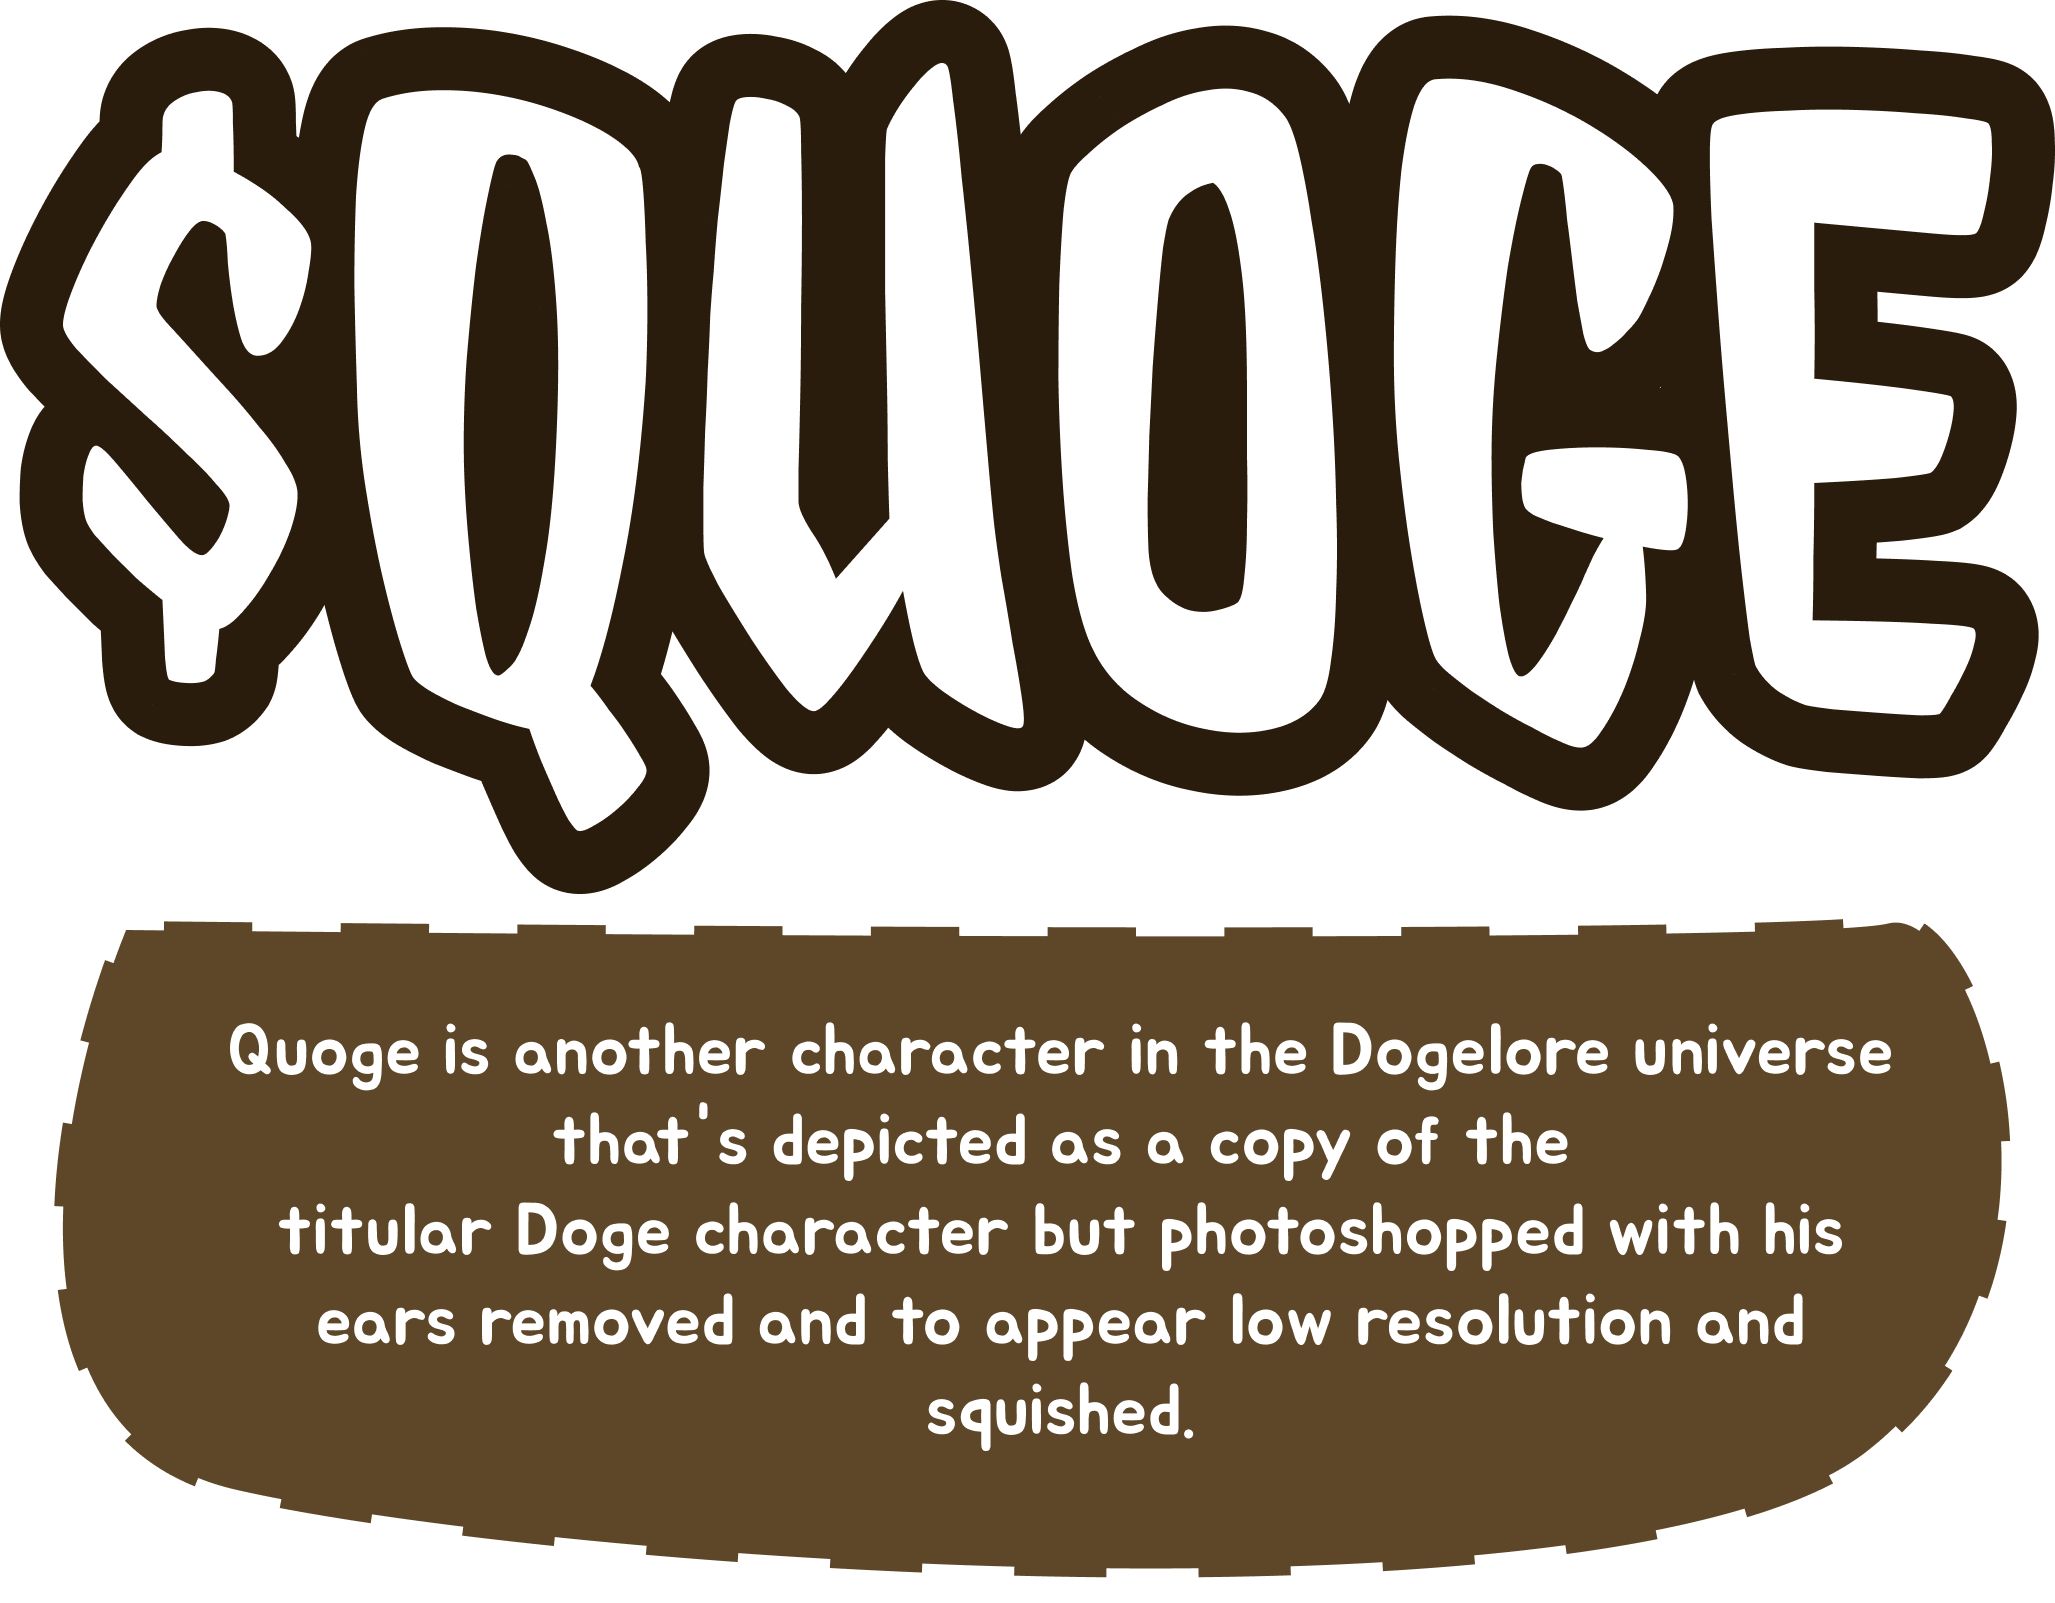 $QUOGE
Quoge is another character in the Dogelore universe
that's depicted as a copy of the
titular Doge character but photoshopped with his
ears removed and to appear low resolution and
squished.